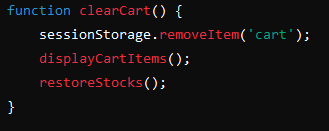 function clearCart() {
    sessionStorage.removeItem('cart');
    displayCartItems();
    restoreStocks();
}